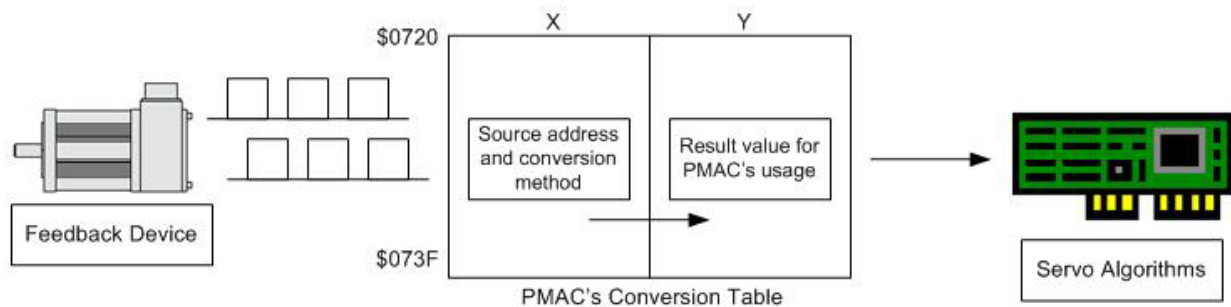 X
Y
$0720
Source address
and conversion
method
Result value for
PMAC's usage
Feedback Device
$073F
Servo Algorithms
PMAC's Conversion Table